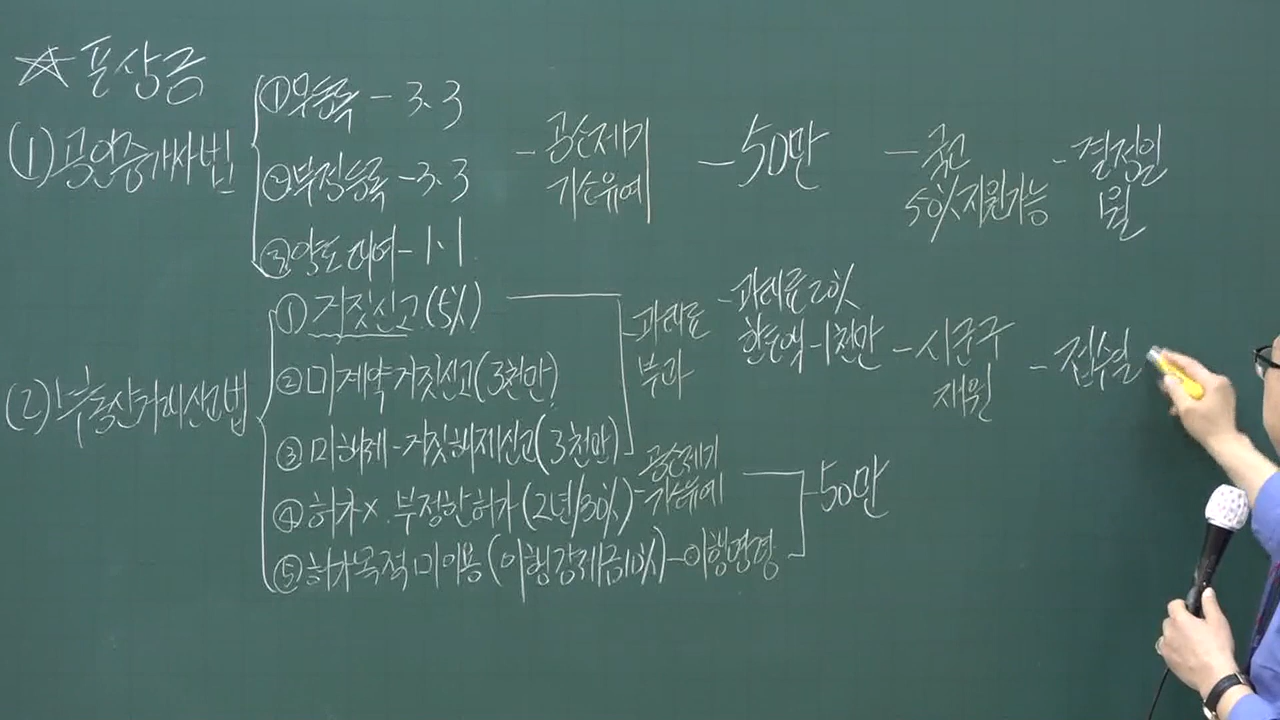 ☆ 포상금
(1) 공인중개사법
① 무등록 - 3.3
② 부정등록 - 3.3
③ 양도대여 - 1.1
- 공소제기
기소유예
- 50만
- 국고
50%지원가능
- 결정일
1월
(2) 부동산거래신고법
① 거짓신고 (5%)
② 미계약거짓신고 (3천만)
③ 미해제-거짓해제신고 (3천만)
④ 허가x. 부정한허가 (2년/30%) - 공소제기
기소유예
⑤ 허가목적미이용 (이행강제금10%) - 이행명령
- 과태료
부과
- 과태료20%
한도액-1천만
- 시군구
재원
- 접수일
- 50만